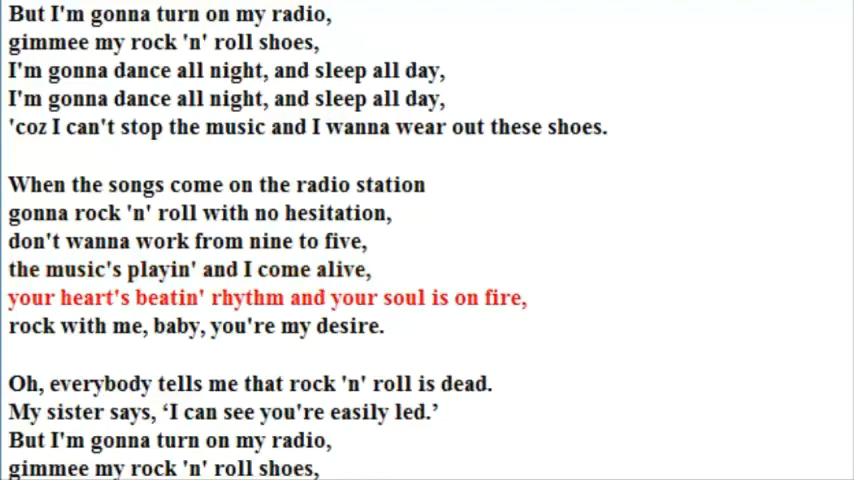 But I'm gonna turn on my radio,
gimmee my rock 'n' roll shoes,
I'm gonna dance all night, and sleep all day,
I'm gonna dance all night, and sleep all day,
'coz I can't stop the music and I wanna wear out these shoes.
When the songs come on the radio station
gonna rock 'n' roll with no hesitation,
don't wanna work from nine to five,
the music's playin' and I come alive,
your heart's beatin' rhythm and your soul is on fire,
rock with me, baby, you're my desire.
Oh, everybody tells me that rock 'n' roll is dead.
My sister says, ‘I can see you're easily led.’
But I'm gonna turn on my radio,
gimmee my rock 'n' roll shoes,